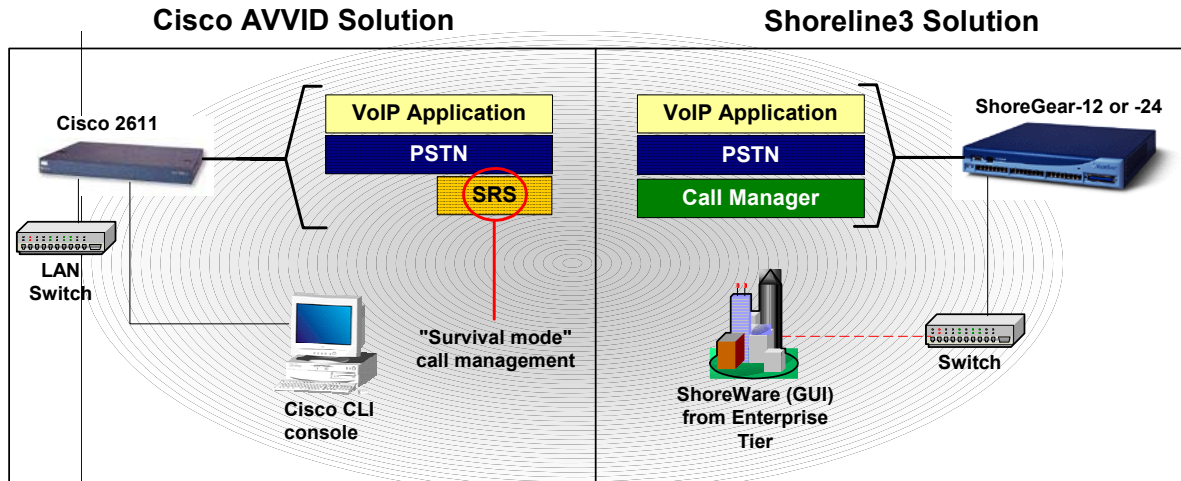 Cisco AVVID Solution
Shoreline3 Solution
Cisco 2611
VoIP Application
PSTN
SRS
LAN
Switch
Cisco CLI
console
"Survival mode"
call management
VoIP Application
PSTN
Call Manager
ShoreGear-12 or -24
ShoreWare (GUI)
from Enterprise
Tier
Switch